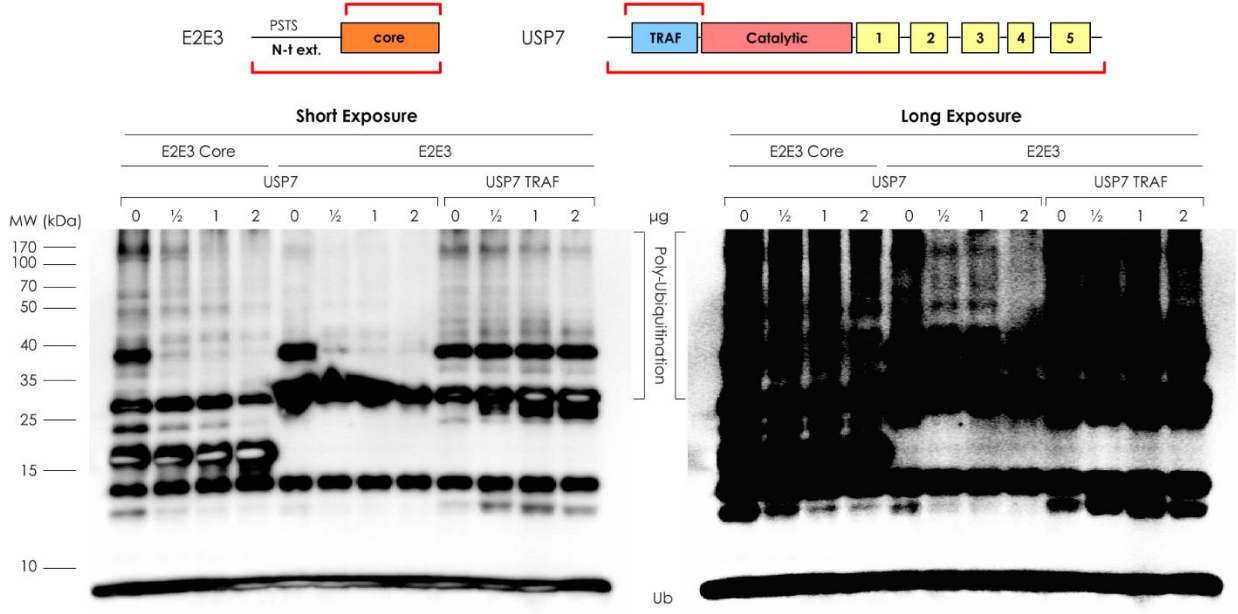 E2E3 PSTS N-t ext. core USP7 TRAF Catalytic 1 2 3 4 5
Short Exposure Long Exposure
E2E3 Core E2E3 E2E3 Core E2E3
USP7 USP7 TRAF USP7 USP7 TRAF
MW (kDa) 0 ½ 1 2 0 ½ 1 2 0 ½ 1 2 µg 0 ½ 1 2 0 ½ 1 2 0 ½ 1 2
170
100
70
50
40
35
25
15
10
Poly-Ubiquitination
Ub